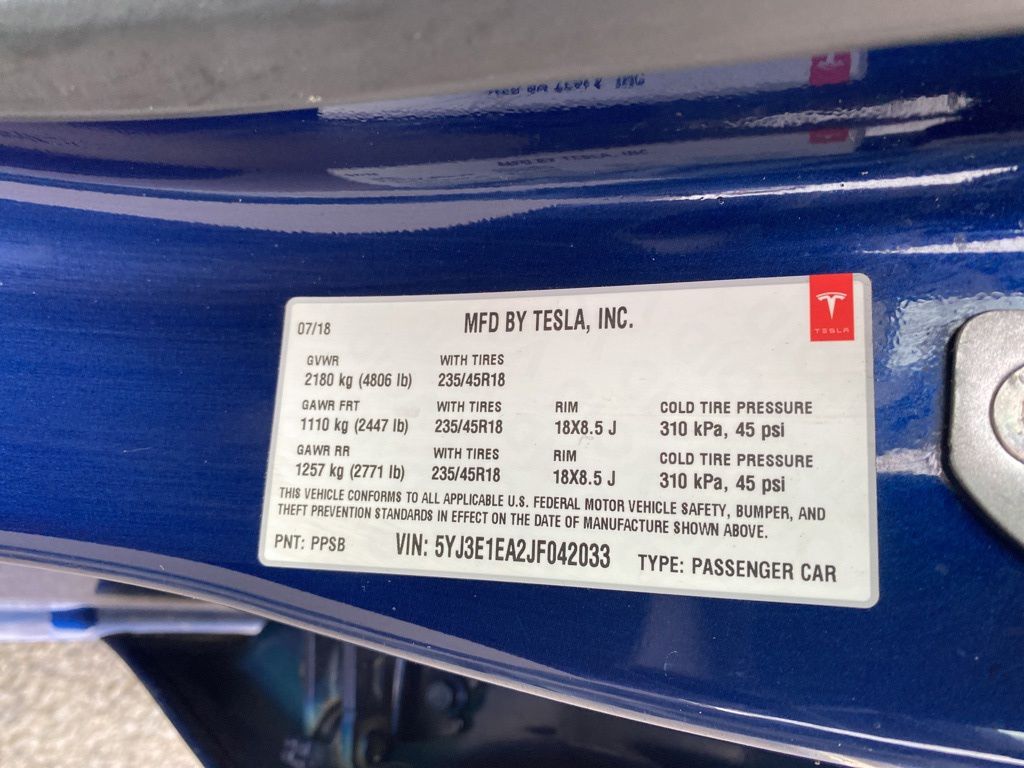 MFD BY TESLA, INC
07/18
MFD BY TESLA, INC.
TESLA
GVWR WITH TIRES
2180 kg (4806 lb) 235/45R18
GAWR FRT WITH TIRES RIM COLD TIRE PRESSURE
1110 kg (2447 lb) 235/45R18 18X8.5 J 310 kPa, 45 psi
GAWR RR WITH TIRES RIM COLD TIRE PRESSURE
1257 kg (2771 lb) 235/45R18 18X8.5 J 310 kPa, 45 psi
THIS VEHICLE CONFORMS TO ALL APPLICABLE U.S. FEDERAL MOTOR VEHICLE SAFETY, BUMPER, AND
THEFT PREVENTION STANDARDS IN EFFECT ON THE DATE OF MANUFACTURE SHOWN ABOVE.
PNT: PPSB VIN: 5YJ3E1EA2JF042033 TYPE: PASSENGER CAR